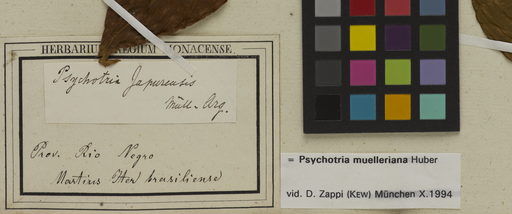 HERBARIUM REGIUM MONACENSE.
Psychotria Japurensis
Müll.-Arg.
Prov. Rio Negro
Martius Iter brasiliense
= Psychotria muelleriana Huber
vid. D. Zappi (KEW) München X.1994